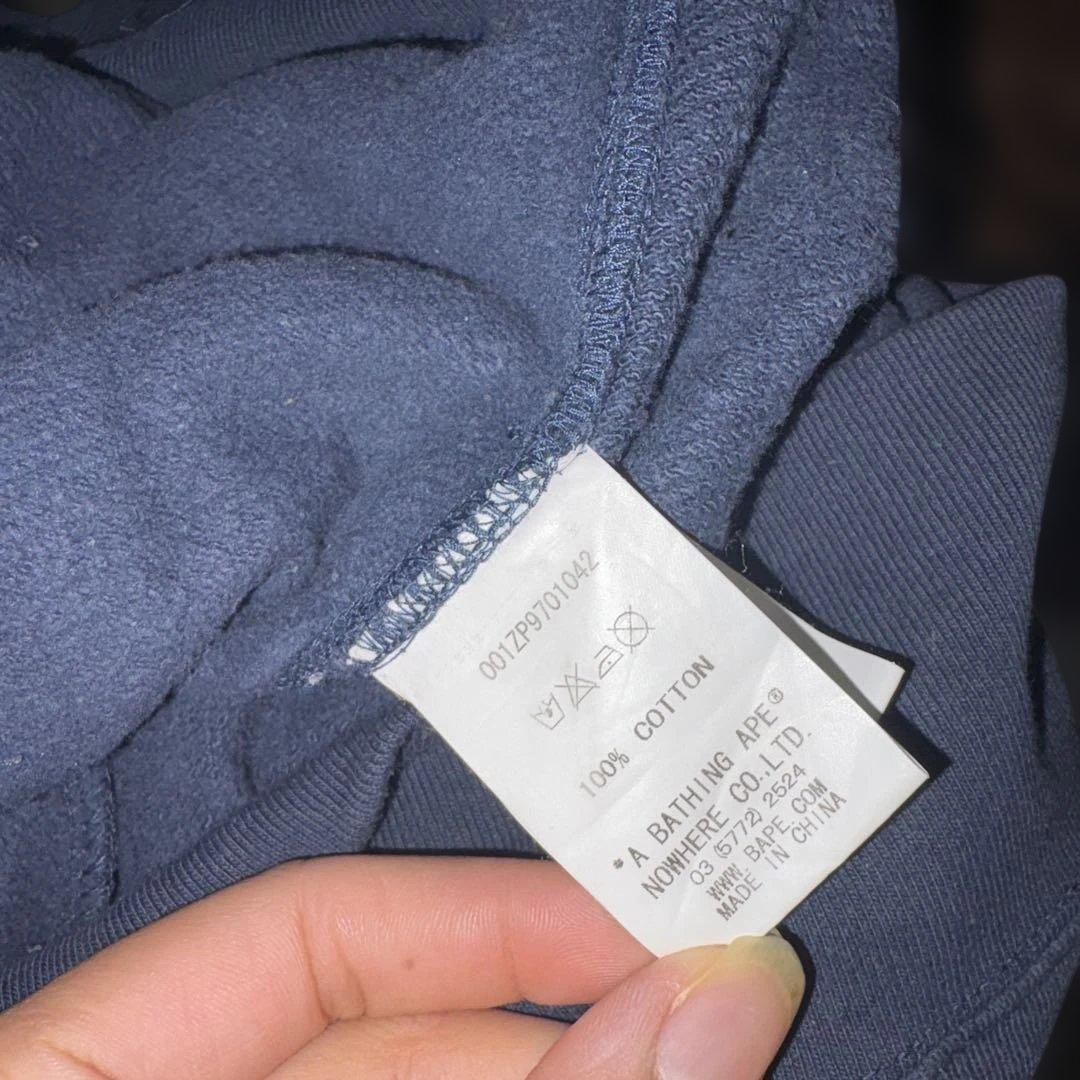 001ZP9701042
100% COTTON
* A BATHING APE®
NOWHERE CO.,LTD.
03 (5772) 2524
WWW.BAPE.COM
MADE IN CHINA